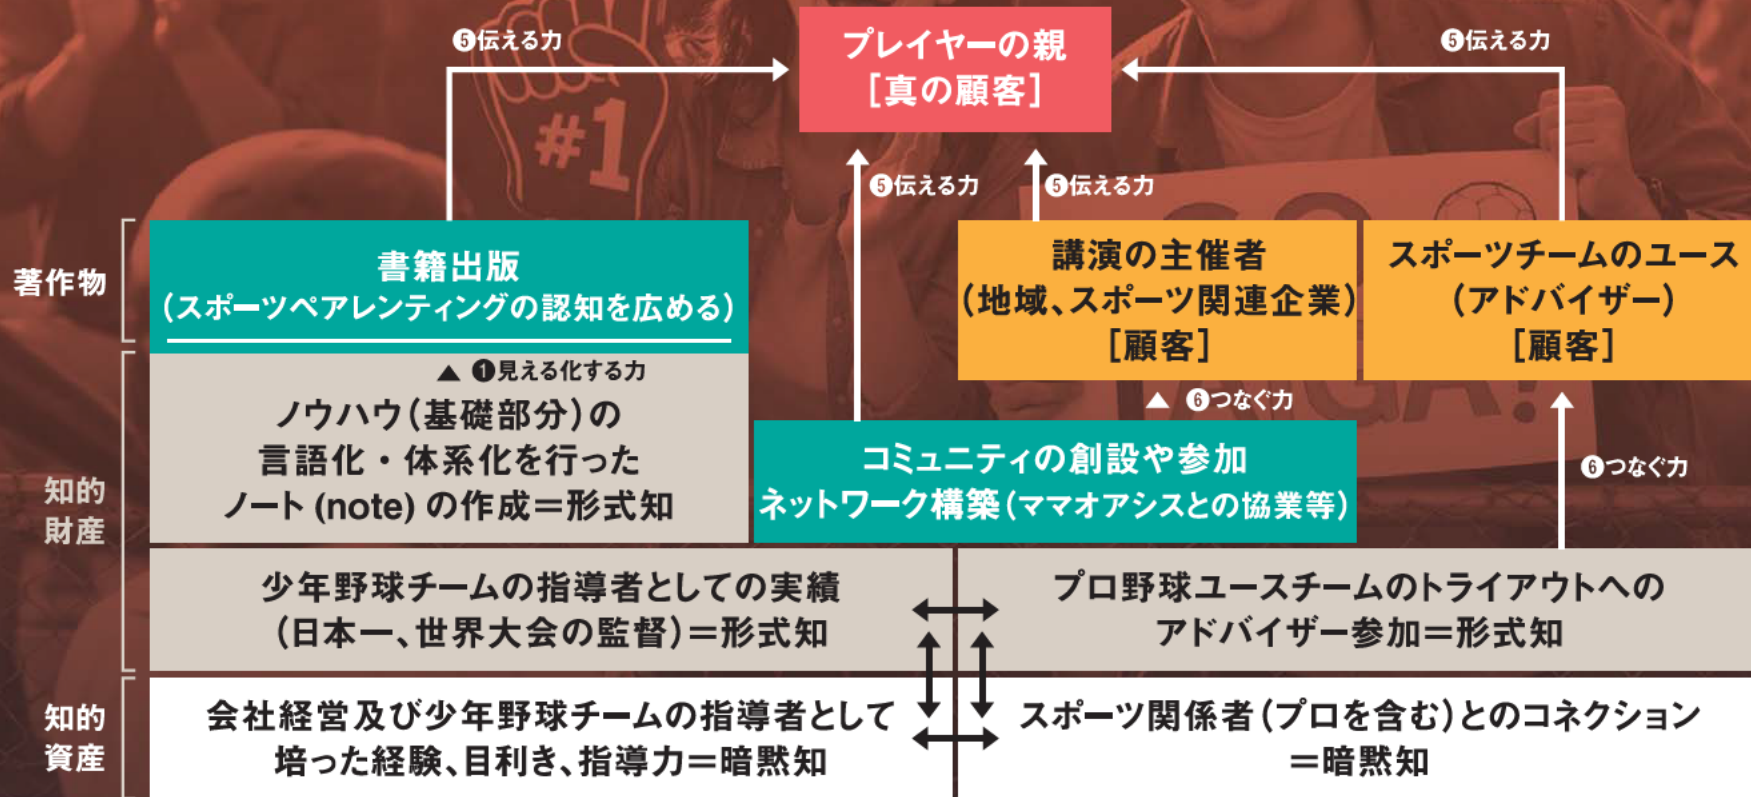 ❺伝える力
プレイヤーの親
[真の顧客]
❺伝える力
#1
❺伝える力
❺伝える力
著作物
書籍出版
(スポーツペアレンティングの認知を広める)
講演の主催者
(地域、スポーツ関連企業)
[顧客]
スポーツチームのユース
(アドバイザー)
[顧客]
▲ ❶見える化する力
ノウハウ(基礎部分)の
言語化・体系化を行った
ノート(note)の作成=形式知
▲ ❻つなぐ力
コミュニティの創設や参加
ネットワーク構築(ママオアシスとの協業等)
❻つなぐ力
知的
財産
少年野球チームの指導者としての実績
(日本一、世界大会の監督)=形式知
プロ野球ユースチームのトライアウトへの
アドバイザー参加=形式知
知的
資産
会社経営及び少年野球チームの指導者として
培った経験、目利き、指導力=暗黙知
スポーツ関係者(プロを含む)とのコネクション
=暗黙知